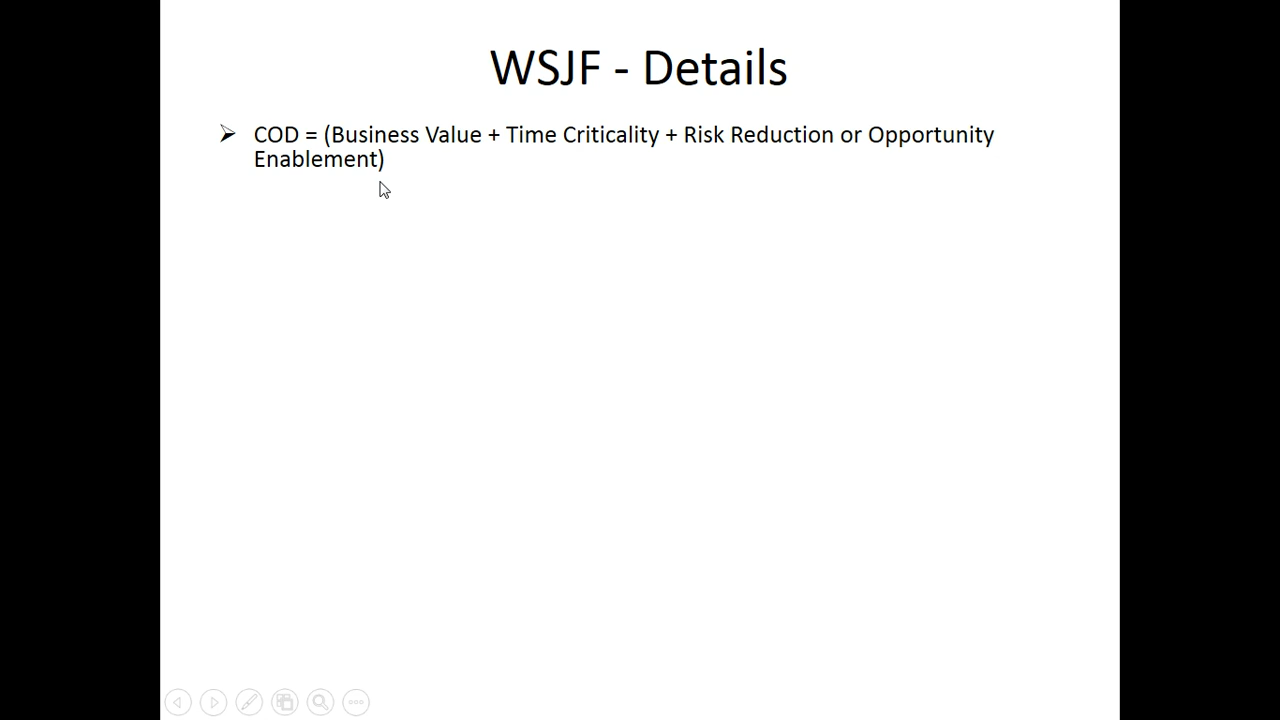 WSJF - Details
COD = (Business Value + Time Criticality + Risk Reduction or Opportunity
Enablement)